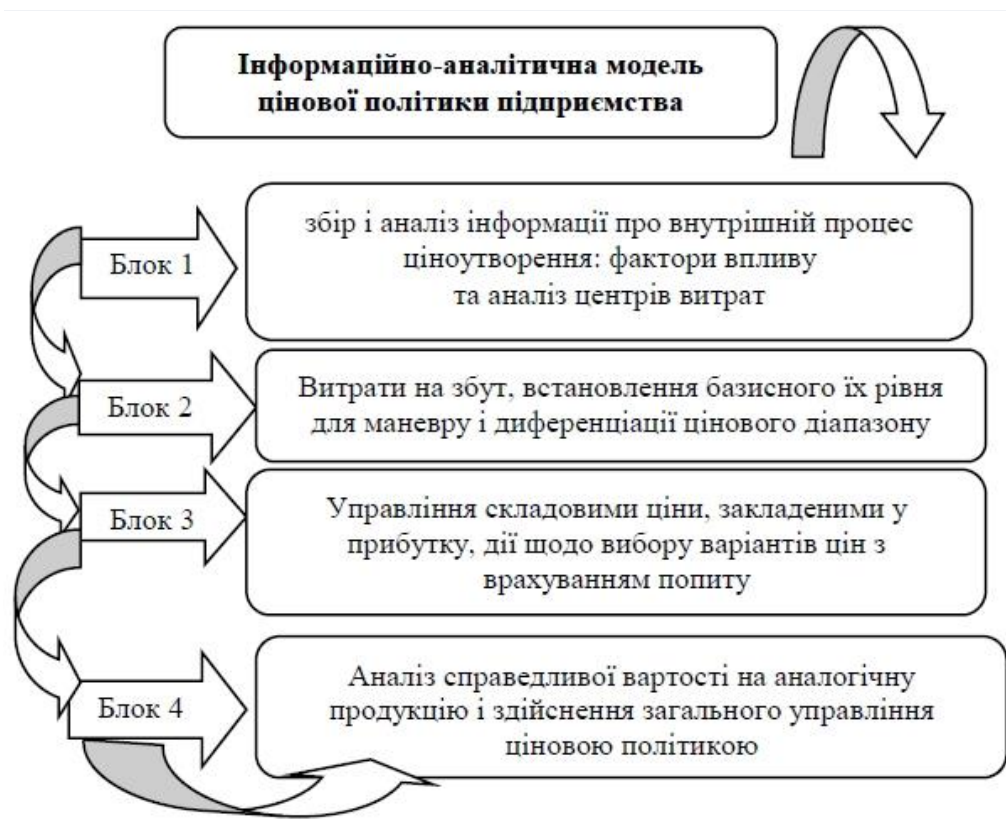 Інформаційно-аналітична модель
цінової політики підприємства
Блок 1
збір і аналіз інформації про внутрішній процес
ціноутворення: фактори впливу
та аналіз центрів витрат
Блок 2
Витрати на збут, встановлення базисного їх рівня
для маневру і диференціації цінового діапазону
Блок 3
Управління складовими ціни, закладеними у
прибутку, дії щодо вибору варіантів цін з
врахуванням попиту
Блок 4
Аналіз справедливої вартості на аналогічну
продукцію і здійснення загального управління
ціновою політикою